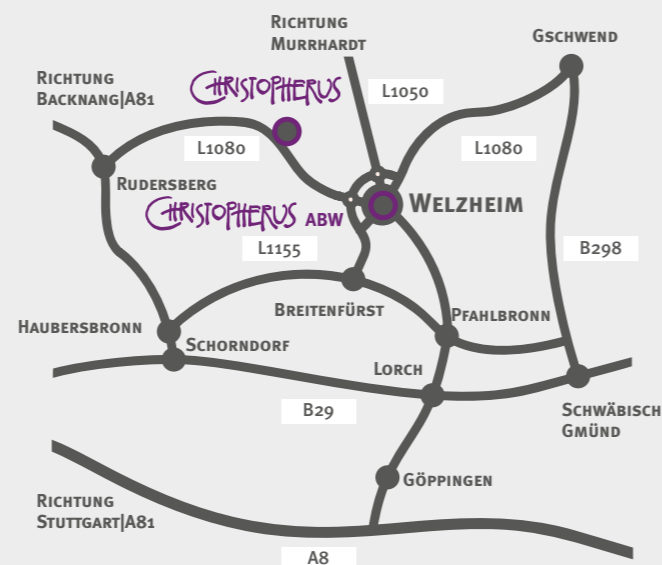 Richtung
Murrhardt
Gschwend
Richtung
Backnang|A81
Christopherus
L1050
L1080
L1080
Rudersberg
Christopherus ABW
Welzheim
L1155
B298
Breitenfürst
Pfahlbronn
Haubersbronn
Schorndorf
Lorch
B29
Schwäbisch
Gmünd
Göppingen
Richtung
Stuttgart|A81
A8